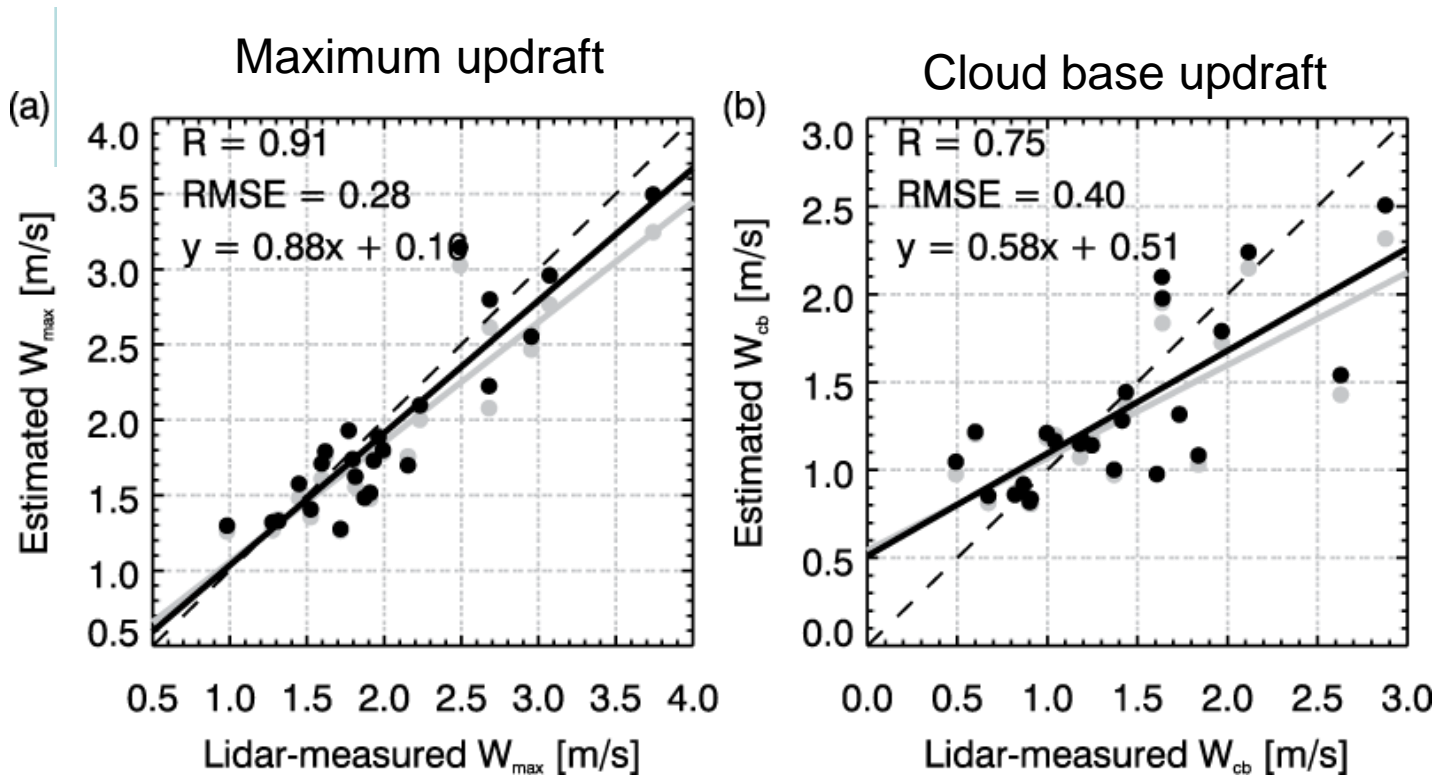 Maximum updraft
(a)
R = 0.91
RMSE = 0.28
y = 0.88x + 0.16
4.0
3.5
3.0
2.5
2.0
1.5
1.0
0.5
Estimated Wmax [m/s]
0.5 1.0 1.5 2.0 2.5 3.0 3.5 4.0
Lidar-measured Wmax [m/s]
Cloud base updraft
(b)
R = 0.75
RMSE = 0.40
y = 0.58x + 0.51
3.0
2.5
2.0
1.5
1.0
0.5
0.0
Estimated Wcb [m/s]
0.0 0.5 1.0 1.5 2.0 2.5 3.0
Lidar-measured Wcb [m/s]